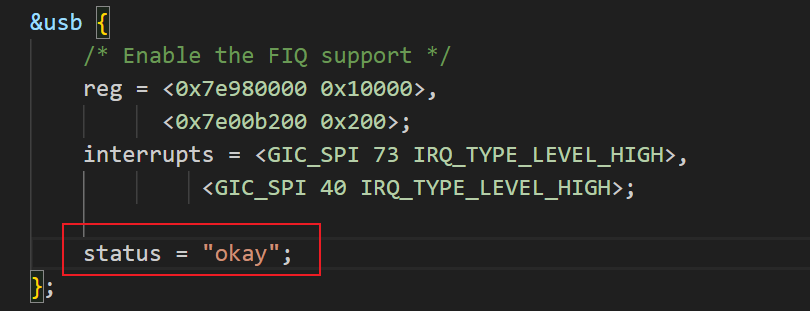 &usb {
/* Enable the FIQ support */
reg = <0x7e980000 0x10000>,
<0x7e00b200 0x200>;
interrupts = <GIC_SPI 73 IRQ_TYPE_LEVEL_HIGH>,
<GIC_SPI 40 IRQ_TYPE_LEVEL_HIGH>;
status = "okay";
};